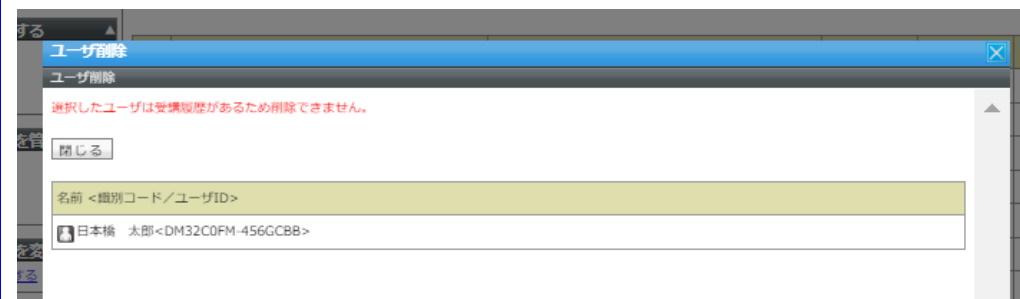 する
ユーザ削除
ユーザ削除
選択したユーザは受講履歴があるため削除できません。
を管
閉じる
名前 <識別コード／ユーザID>
日本橋　太郎<DM32C0FM-456GCBB>
を変
する